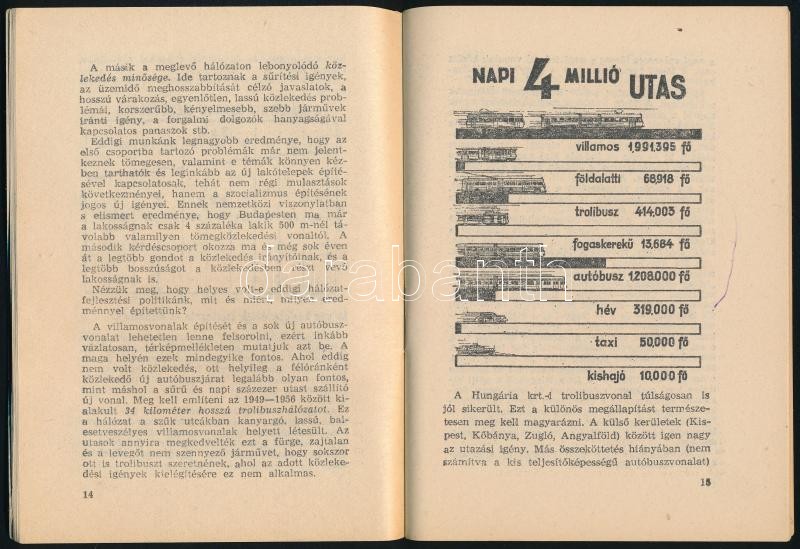 A másik a meglevő hálózaton lebonyolódó köz-
lekedés minősége. Ide tartoznak a sűrítési igények,
az üzemidő meghosszabbítását célzó javaslatok, a
hosszú várakozás, egyenlőtlen, lassú közlekedés prob-
lémái, korszerűbb, kényelmesebb, szebb járművek
iránti igény, a forgalmi dolgozók hanyagságával
kapcsolatos panaszok stb.
Eddigi munkánk legnagyobb eredménye, hogy az
első csoportba tartozó problémák már nem jelent-
keznek tömegesen, valamint e témák könnyen kéz-
ben tarthatók és leginkább az új lakótelepek építé-
sével kapcsolatosak, tehát nem régi mulasztások
következményei, hanem a szocializmus építésének
jogos új igényei. Ennek nemzetközi viszonylatban
s elismert eredménye, hogy Budapesten ma már
a lakosságnak csak 4 százaléka lakik 500 m-nél tá-
volabb valamilyen tömegközlekedési vonaltól. A
második kérdéscsoport okozza ma és még sok éven
át a legtöbb gondot a közlekedés irányítóinak, és a
legtöbb bosszúságot a közlekedésben részt vevő
lakosságnak is.
Nézzük meg, hogy helyes volt-e eddigi hálózat-
fejlesztési politikánk, mit és miért, milyen ered-
ménnyel építettünk?
A villamosvonalak építését és a sok új autóbusz-
vonalat lehetetlen lenne felsorolni, ezért inkább
vázlatosan, térképmellékleten mutatjuk azt be. A
maga helyén ezek mindegyike fontos. Ahol eddig
nem volt közlekedés, ott helyileg a félóránként
közlekedő új autóbuszjárat legalább olyan fontos,
mint máshol a sűrű és napi százezer utast szállító
új vonal. Meg kell említeni az 1949—1956 között ki-
alakult 34 kilométer hosszú trolibuszhálózatot. Ez
a hálózat a szűk utcákban kanyargó, lassú, bal-
esetveszélyes villamosvonalak helyett létesült. Az
utasok annyira megkedvelték ezt a fürge, zajtalan
és a levegőt nem szennyező járművet, hogy sokszor
ott is trolibuszt szeretnének, ahol az adott közleke-
dési igények kielégítésére ez nem alkalmas.
14
NAPI 4 MILLIÓ UTAS
villamos 1,991.395 fő
földalatti 68,918 fő
trolibusz 414,003 fő
fogaskerekű 13,684 fő
autóbusz 1,208.000 fő
hév 319,000 fő
taxi 50,000 fő
kishajó 10,000 fő
A Hungária krt.-i trolibuszvonal túlságosan is
jól sikerült. Ezt a különös megállapítást természe-
tesen meg kell magyarázni. A külső kerületek (Kis-
pest, Kőbánya, Zugló, Angyalföld) között igen nagy
az utazási igény. Más összeköttetés hiányában (nem
számítva a kis teljesítőképességű autóbuszvonalat)
15
darabanth